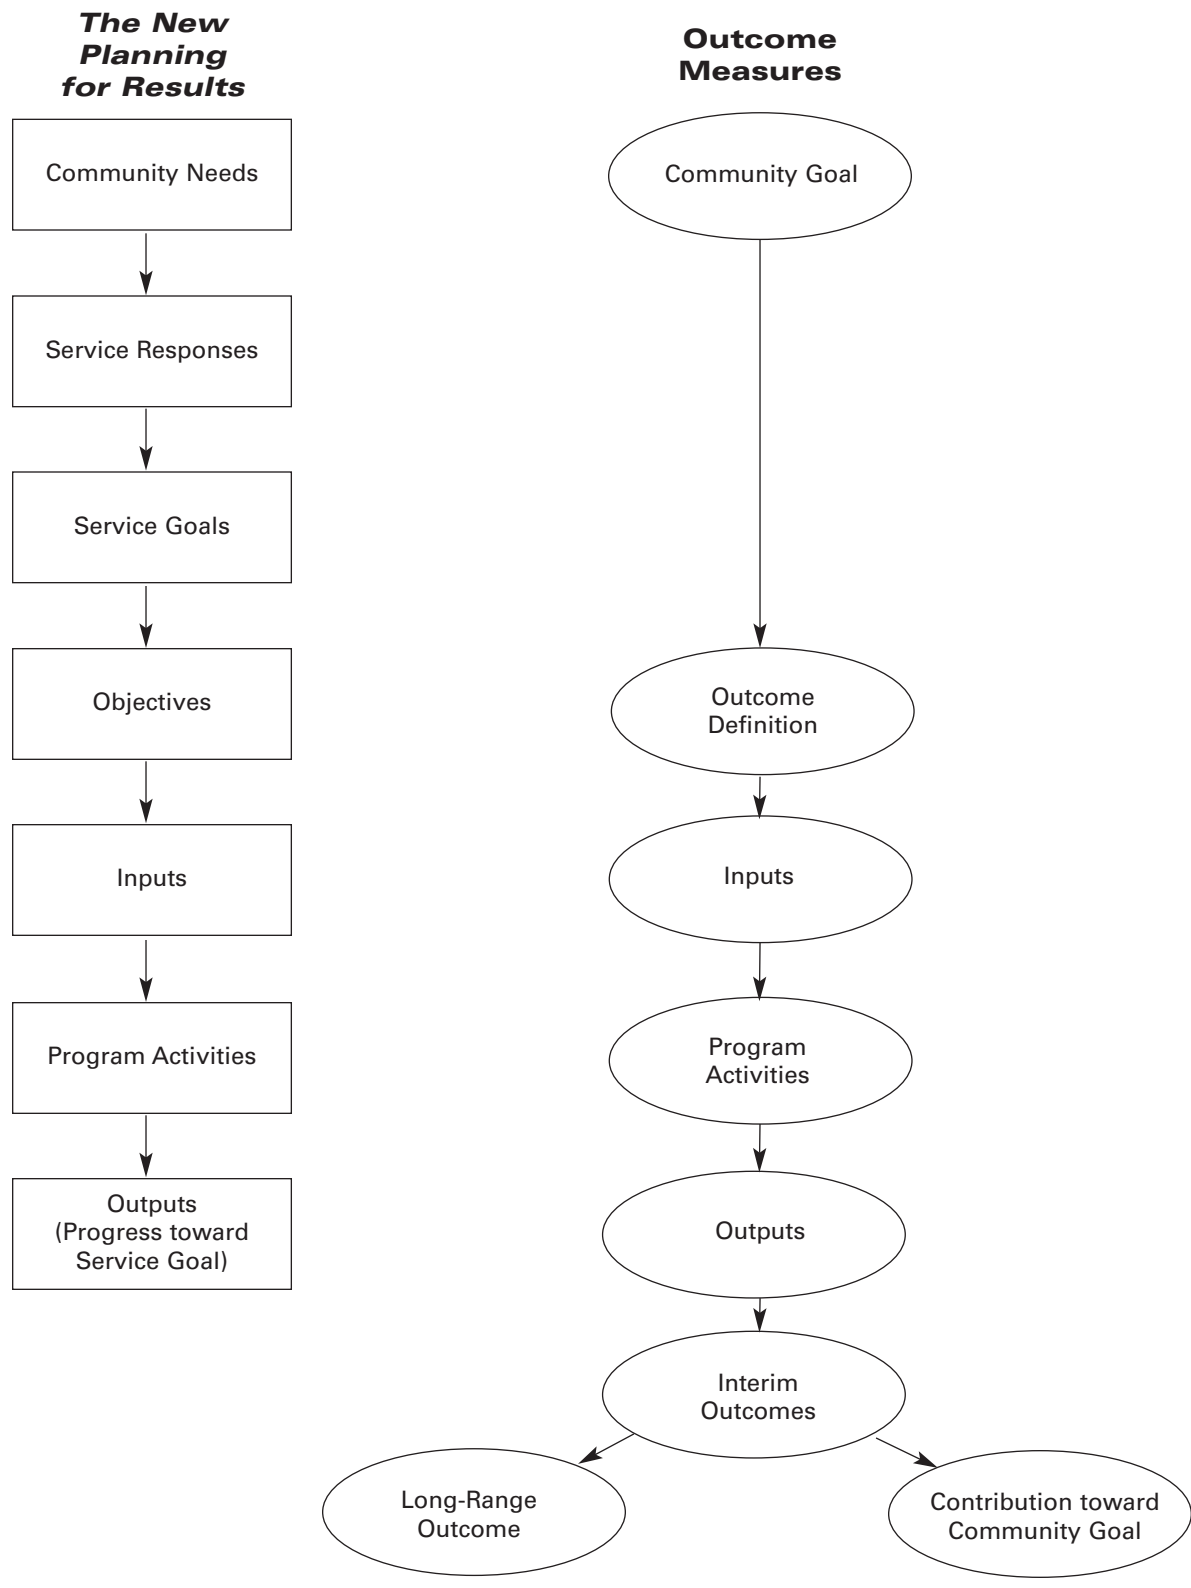 The New
Planning
for Results
Community Needs
Service Responses
Service Goals
Objectives
Inputs
Program Activities
Outputs
(Progress toward
Service Goal)
Outcome
Measures
Community Goal
Outcome
Definition
Inputs
Program
Activities
Outputs
Interim
Outcomes
Long-Range
Outcome
Contribution toward
Community Goal